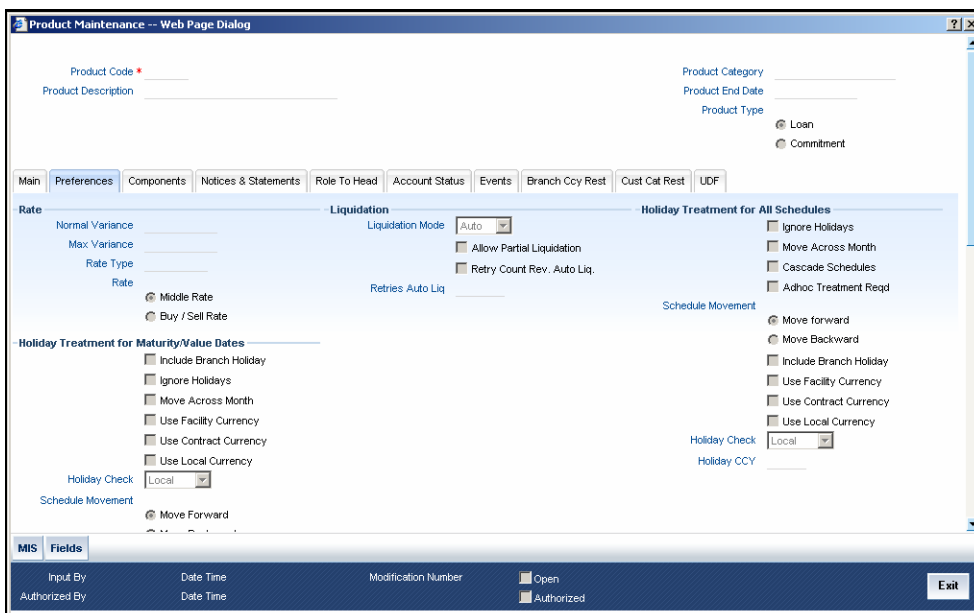 Product Maintenance -- Web Page Dialog
Product Code *
Product Description
Product Category
Product End Date
Product Type
Loan
Commitment
Main Preferences Components Notices & Statements Role To Head Account Status Events Branch Ccy Rest Cust Cat Rest UDF
Rate
Normal Variance
Max Variance
Rate Type
Rate
Middle Rate
Buy / Sell Rate
Liquidation
Liquidation Mode Auto
Allow Partial Liquidation
Retry Count Rev. Auto Liq.
Retries Auto Liq
Holiday Treatment for All Schedules
Ignore Holidays
Move Across Month
Cascade Schedules
Adhoc Treatment Reqd
Schedule Movement
Move forward
Move Backward
Include Branch Holiday
Use Facility Currency
Use Contract Currency
Use Local Currency
Holiday Check Local
Holiday CCY
Holiday Treatment for Maturity/Value Dates
Include Branch Holiday
Ignore Holidays
Move Across Month
Use Facility Currency
Use Contract Currency
Use Local Currency
Holiday Check Local
Schedule Movement
Move Forward
MIS Fields
Input By Date Time Modification Number Open
Authorized By Date Time Authorized
Exit